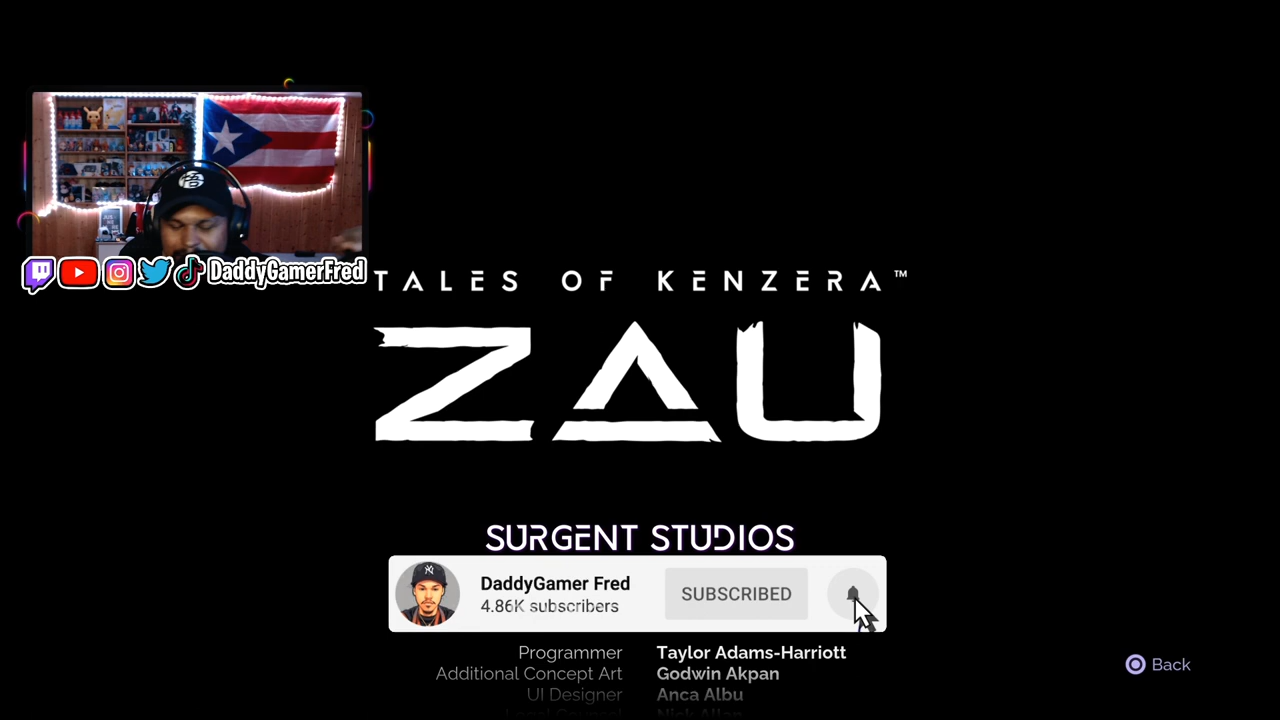 DaddyGamerFred
TALES OF KENZERA™
ZAU
SURGENT STUDIOS
DaddyGamer Fred
4.86K subscribers
SUBSCRIBED
Programmer Taylor Adams-Harriott
Additional Concept Art Godwin Akpan
UI Designer Anca Albu
Back